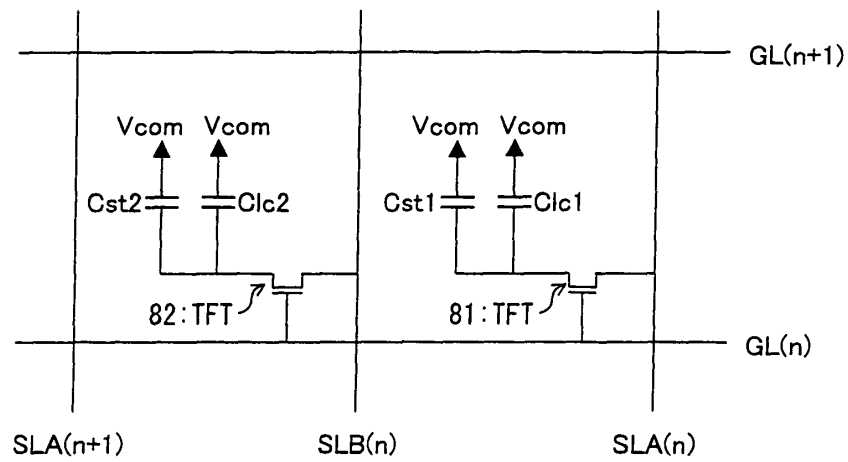 GL(n+1)
Vcom Vcom Vcom Vcom
Cst2 Clc2 Cst1 Clc1
82:TFT 81:TFT
GL(n)
SLA(n+1) SLB(n) SLA(n)